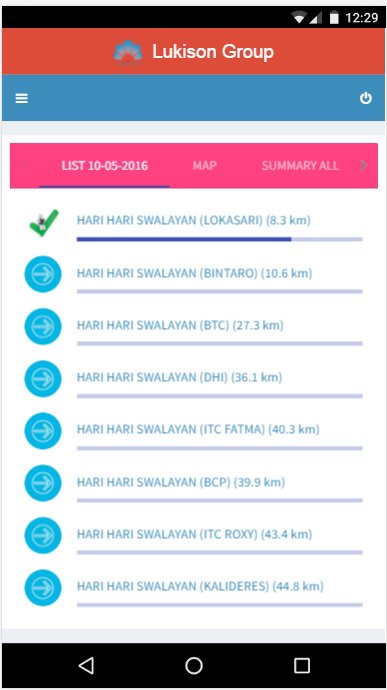 12:29
Lukison Group
LIST 10-05-2016 MAP SUMMARY ALL
HARI HARI SWALAYAN (LOKASARI) (8.3 km)
HARI HARI SWALAYAN (BINTARO) (10.6 km)
HARI HARI SWALAYAN (BTC) (27.3 km)
HARI HARI SWALAYAN (DHI) (36.1 km)
HARI HARI SWALAYAN (ITC FATMA) (40.3 km)
HARI HARI SWALAYAN (BCP) (39.9 km)
HARI HARI SWALAYAN (ITC ROXY) (43.4 km)
HARI HARI SWALAYAN (KALIDERES) (44.8 km)